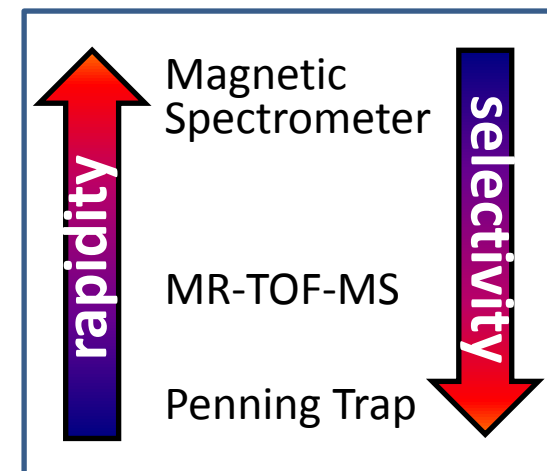 rapidity
Magnetic
Spectrometer
MR-TOF-MS
Penning Trap
selectivity